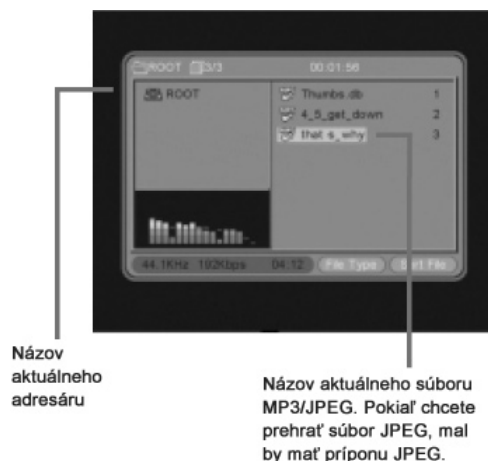 ROOT 3/3 00:01:56
ROOT
Thumbs.db 1
4_5_get_down 2
that s_why 3
44.1KHz 192Kbps 04:12 File Type Sort File
Názov
aktuálneho
adresáru
Názov aktuálneho súboru
MP3/JPEG. Pokiaľ chcete
prehrať súbor JPEG, mal
by mať príponu JPEG.